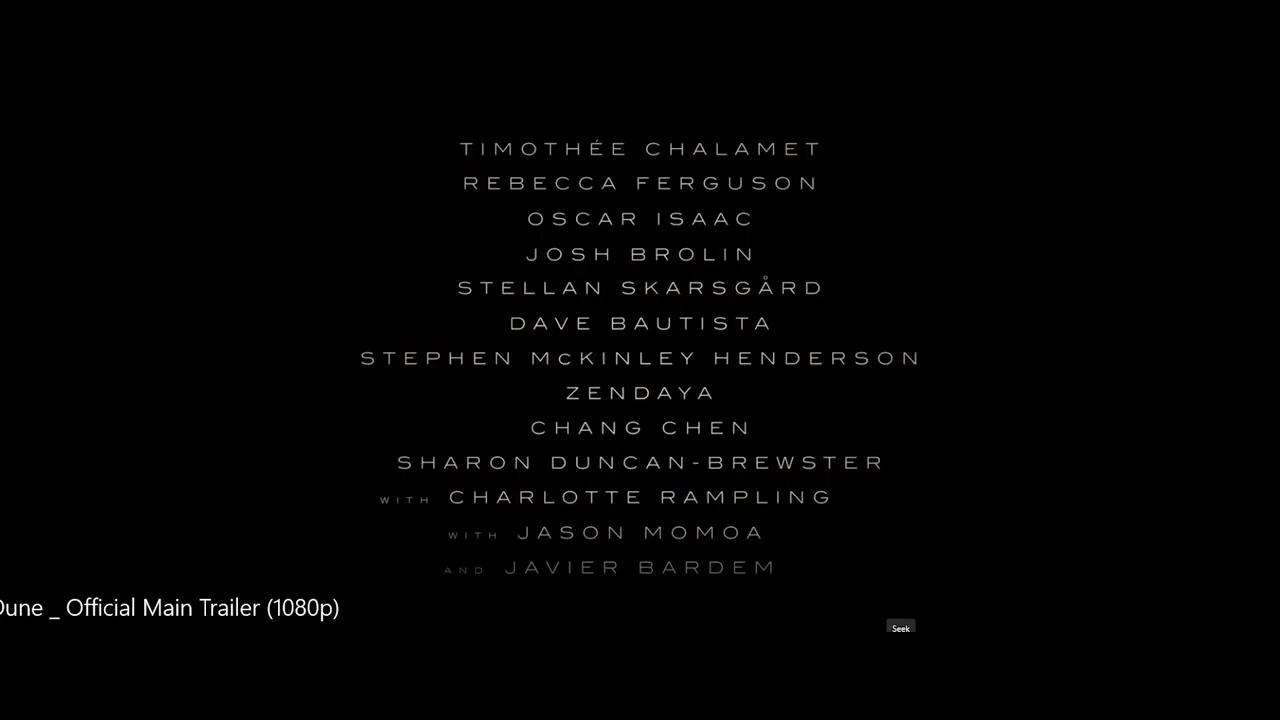 TIMOTHÉE CHALAMET
REBECCA FERGUSON
OSCAR ISAAC
JOSH BROLIN
STELLAN SKARSGÅRD
DAVE BAUTISTA
STEPHEN McKINLEY HENDERSON
ZENDAYA
CHANG CHEN
SHARON DUNCAN-BREWSTER
WITH CHARLOTTE RAMPLING
WITH JASON MOMOA
AND JAVIER BARDEM
Dune _ Official Main Trailer (1080p)
Seek